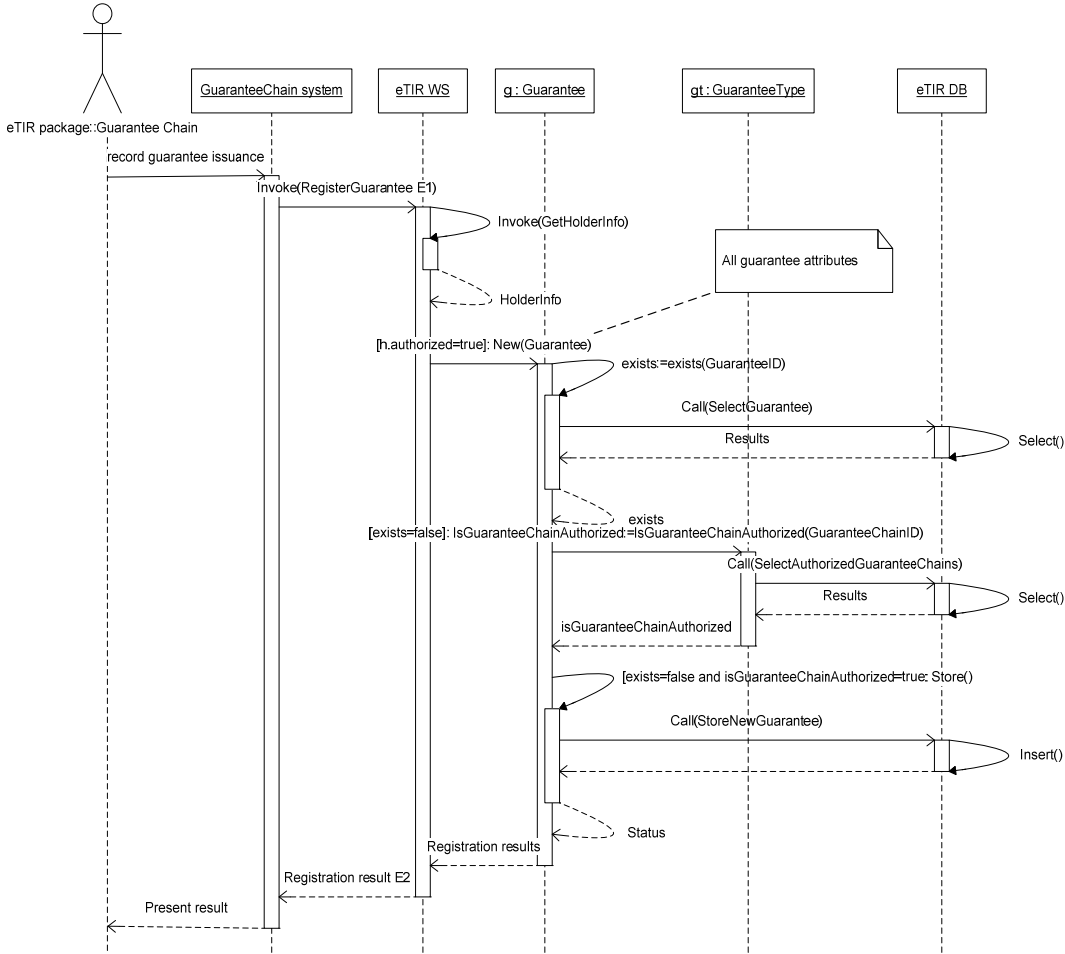 GuaranteeChain system
eTIR WS
g : Guarantee
gt : GuaranteeType
eTIR DB
eTIR package::Guarantee Chain
record guarantee issuance
Invoke(RegisterGuarantee E1)
Invoke(GetHolderInfo)
All guarantee attributes
HolderInfo
[h.authorized=true]: New(Guarantee)
exists:=exists(GuaranteeID)
Call(SelectGuarantee)
Results
Select()
exists
[exists=false]: IsGuaranteeChainAuthorized:=IsGuaranteeChainAuthorized(GuaranteeChainID)
Call(SelectAuthorizedGuaranteeChains)
Results
Select()
isGuaranteeChainAuthorized
[exists=false and isGuaranteeChainAuthorized=true: Store()
Call(StoreNewGuarantee)
Insert()
Status
Registration results
Registration result E2
Present result